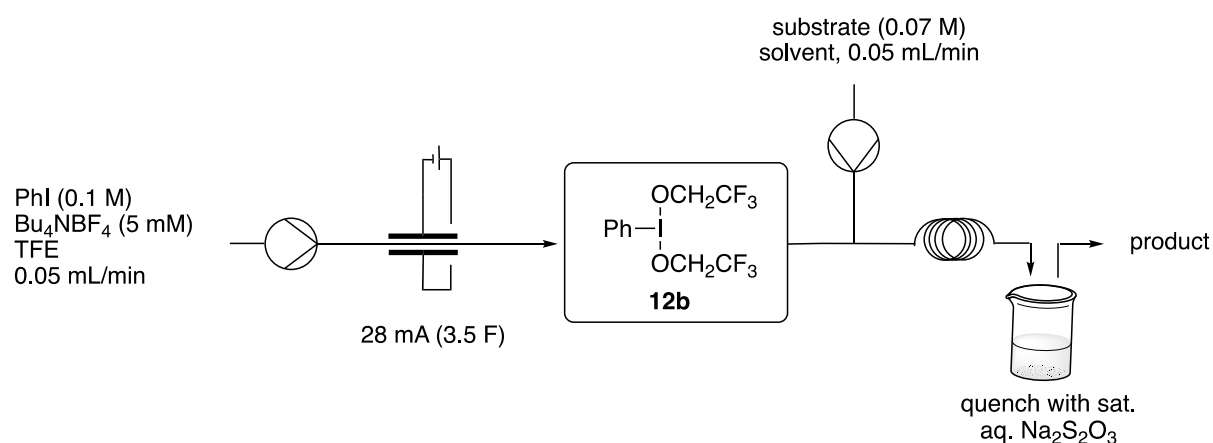 substrate (0.07 M)
solvent, 0.05 mL/min
PhI (0.1 M)
Bu₄NBF₄ (5 mM)
TFE
0.05 mL/min
28 mA (3.5 F)
OCH₂CF₃
Ph—I
OCH₂CF₃
12b
product
quench with sat.
aq. Na₂S₂O₃